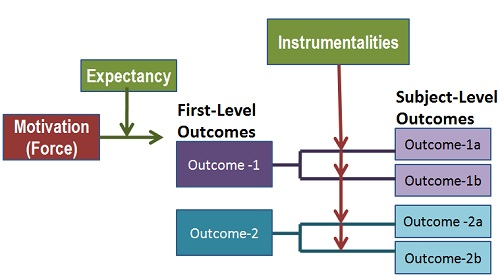 Instrumentalities
Expectancy
Motivation
(Force)
First-Level
Outcomes
Subject-Level
Outcomes
Outcome -1
Outcome-1a
Outcome-1b
Outcome-2
Outcome -2a
Outcome-2b